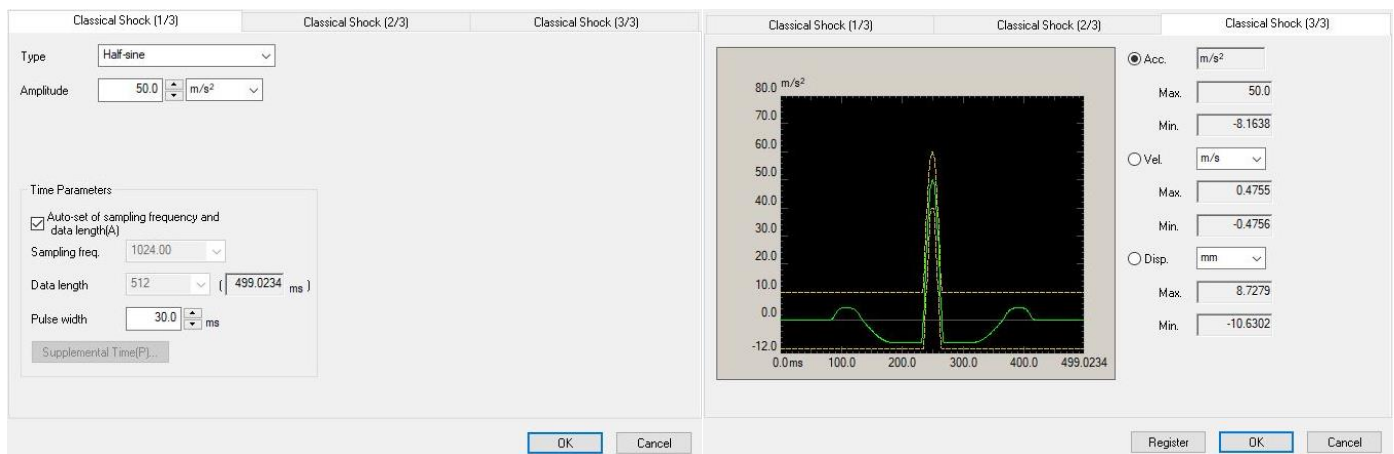 Classical Shock (1/3) Classical Shock (2/3) Classical Shock (3/3)
Type Half-sine
Amplitude 50.0 m/s²
Time Parameters
Auto-set of sampling frequency and
data length(A)
Sampling freq. 1024.00
Data length 512 ( 499.0234 ms )
Pulse width 30.0 ms
Supplemental Time(P)...
OK Cancel
Classical Shock (1/3) Classical Shock (2/3) Classical Shock (3/3)
80.0 m/s²
70.0
60.0
50.0
40.0
30.0
20.0
10.0
0.0
-12.0
0.0ms 100.0 200.0 300.0 400.0 499.0234
Acc. m/s²
Max. 50.0
Min. -8.1638
Vel. m/s
Max. 0.4755
Min. -0.4756
Disp. mm
Max. 8.7279
Min. -10.6302
Register OK Cancel